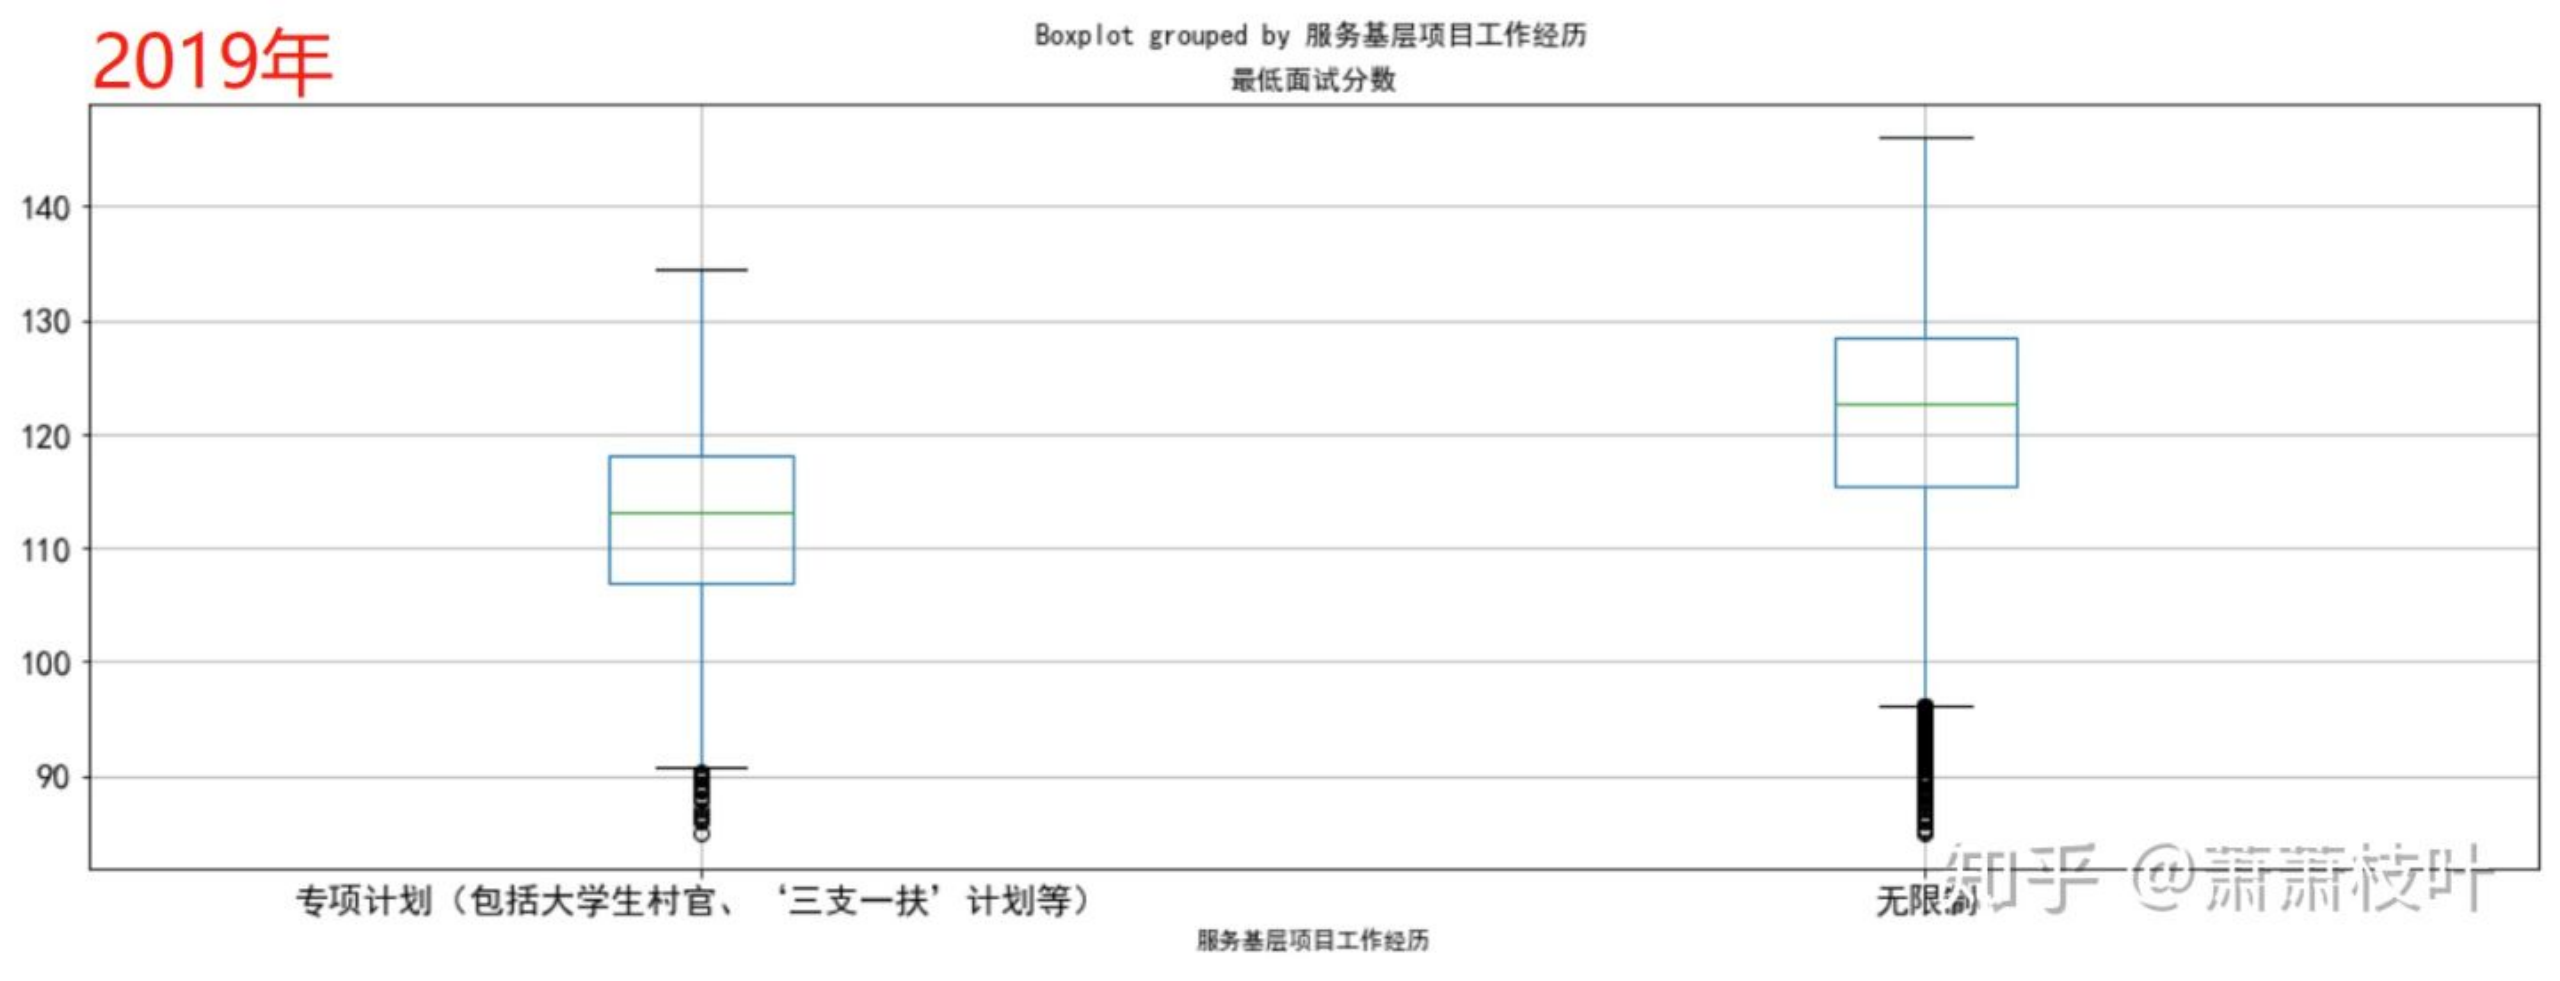 2019年
Boxplot grouped by 服务基层项目工作经历
最低面试分数
140
130
120
110
100
90
专项计划（包括大学生村官、‘三支一扶’计划等）
无限制
服务基层项目工作经历
知乎 @萧萧枝叶